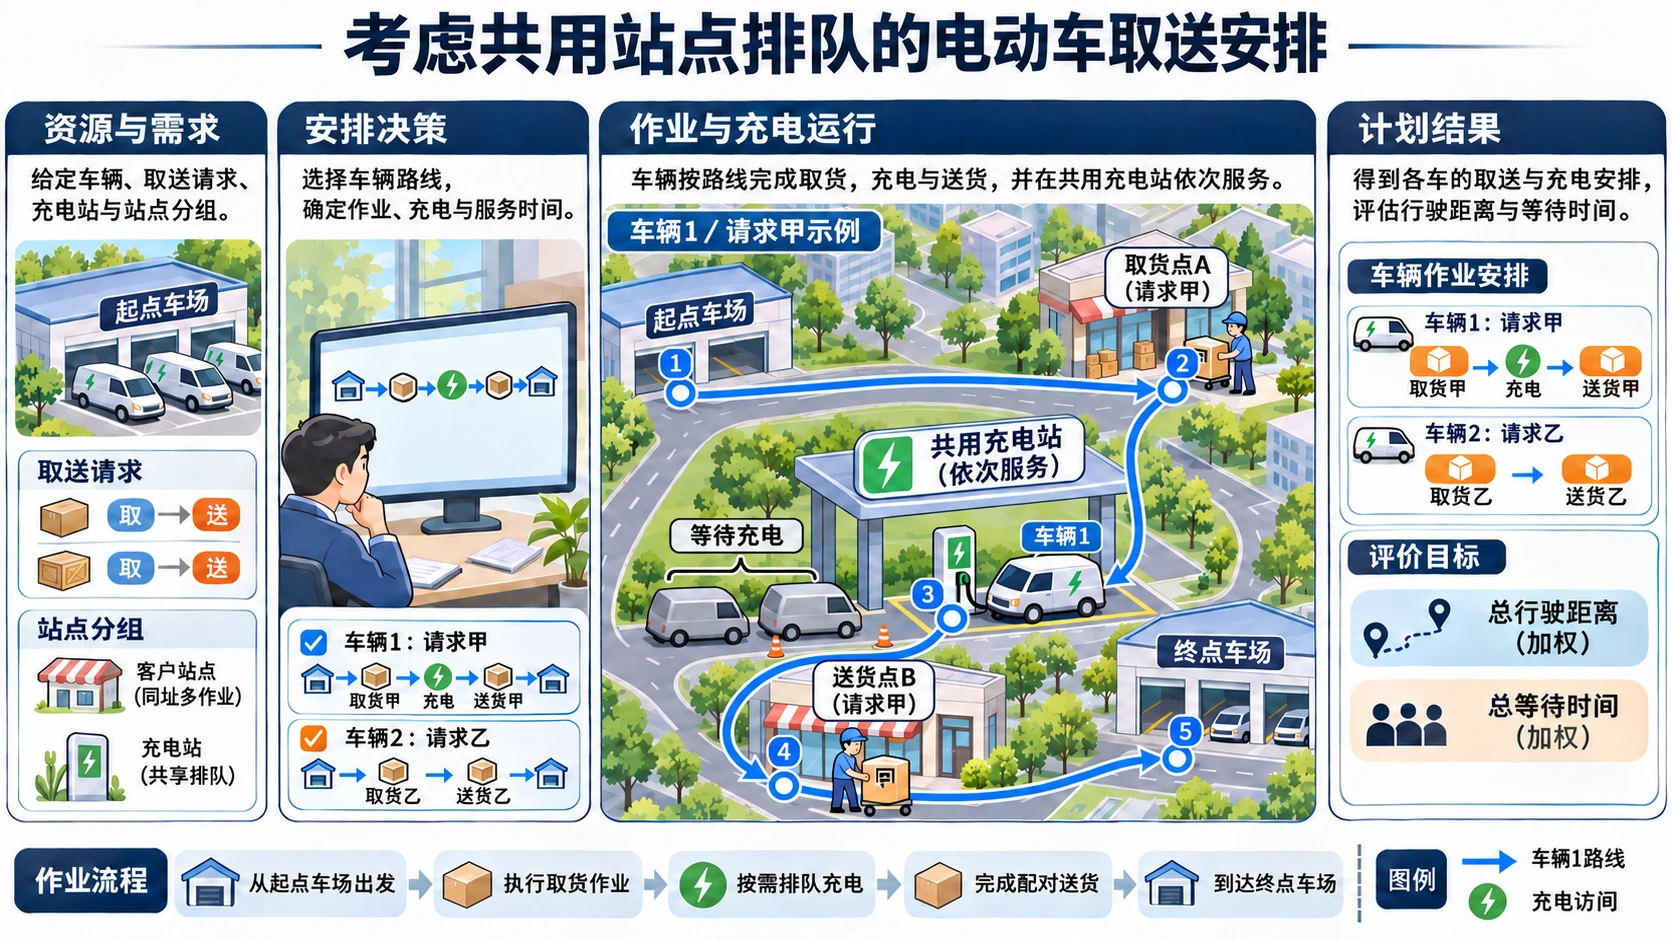 考虑共用站点排队的电动车取送安排
资源与需求
给定车辆、取送请求、
充电站与站点分组。
起点车场
取送请求
取 送
取 送
站点分组
客户站点
(同址多作业)
充电站
(共享排队)
安排决策
选择车辆路线，
确定作业、充电与服务时间。
车辆1：请求甲
取货甲 充电 送货甲
车辆2：请求乙
取货乙 送货乙
作业与充电运行
车辆按路线完成取货，充电与送货，并在共用充电站依次服务。
车辆1 / 请求甲示例
起点车场
1
取货点A
(请求甲)
2
共用充电站
(依次服务)
等待充电
车辆1
3
终点车场
送货点B
(请求甲)
4
5
计划结果
得到各车的取送与充电安排，
评估行驶距离与等待时间。
车辆作业安排
车辆1：请求甲
取货甲 充电 送货甲
车辆2：请求乙
取货乙 送货乙
评价目标
总行驶距离
(加权)
总等待时间
(加权)
作业流程
从起点车场出发
执行取货作业
按需排队充电
完成配对送货
到达终点车场
图例
车辆1路线
充电访问